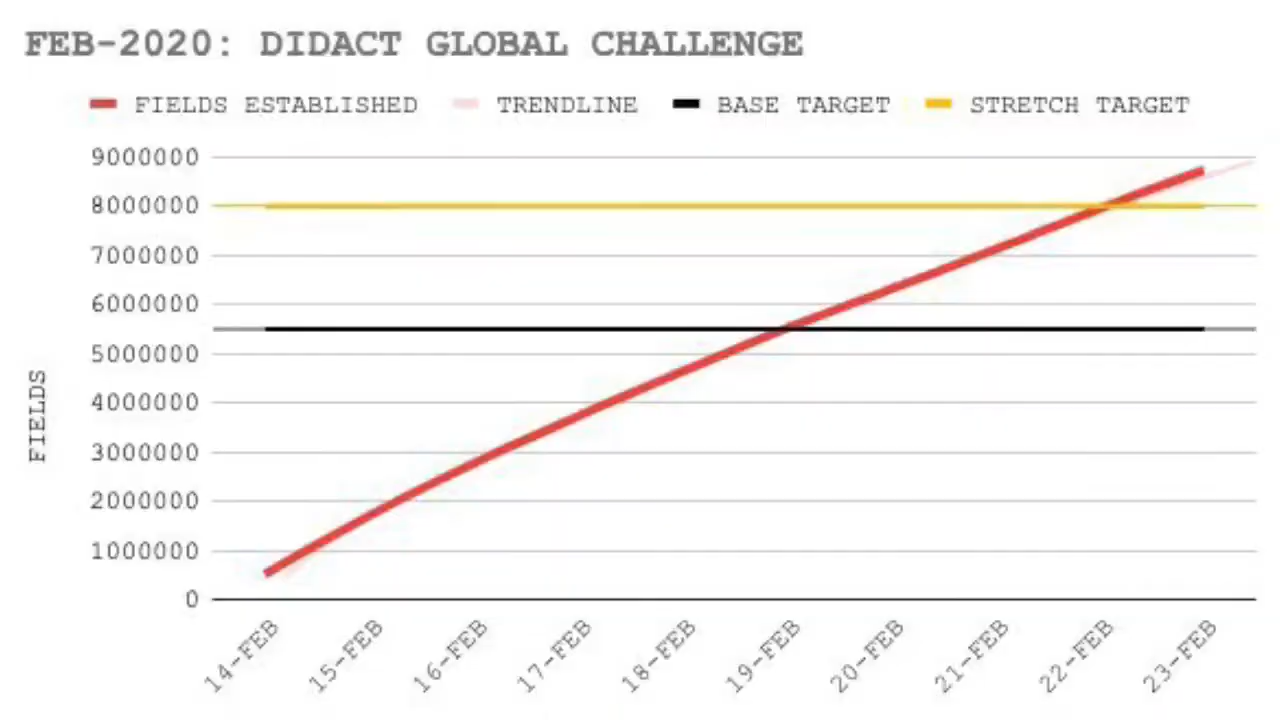 FEB-2020: DIDACT GLOBAL CHALLENGE
FIELDS ESTABLISHED TRENDLINE BASE TARGET STRETCH TARGET
9000000
8000000
7000000
6000000
5000000
4000000
3000000
2000000
1000000
0
FIELDS
14-FEB 15-FEB 16-FEB 17-FEB 18-FEB 19-FEB 20-FEB 21-FEB 22-FEB 23-FEB